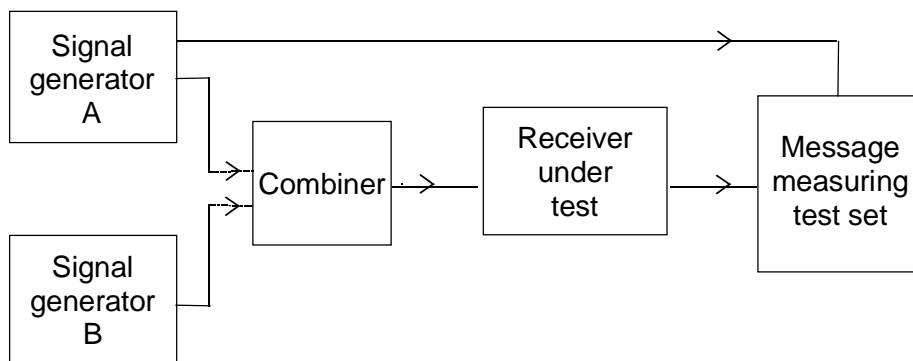 Signal
generator
A
Combiner
Receiver
under
test
Message
measuring
test set
Signal
generator
B